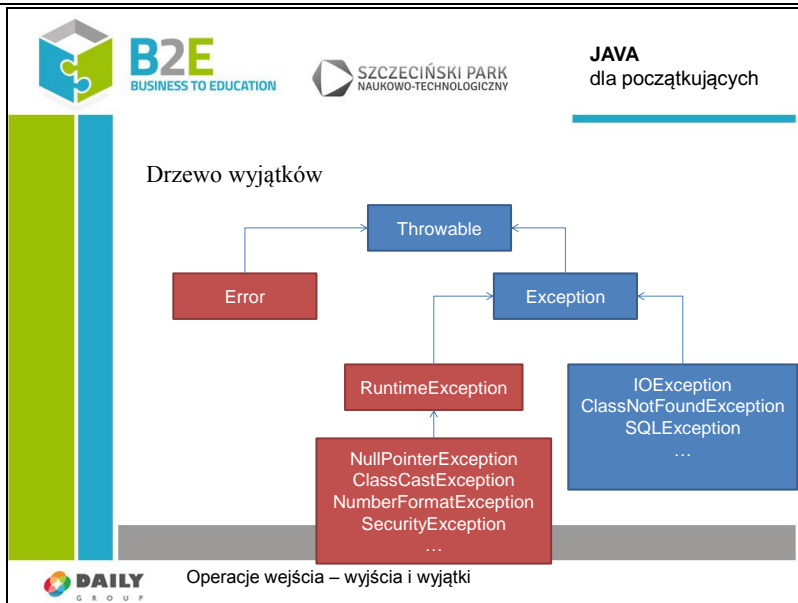 B2E
BUSINESS TO EDUCATION
SZCZECIŃSKI PARK
NAUKOWO-TECHNOLOGICZNY
JAVA
dla początkujących
Drzewo wyjątków
Throwable
Error
Exception
RuntimeException
IOException
ClassNotFoundException
SQLException
…
NullPointerException
ClassCastException
NumberFormatException
SecurityException
…
DAILY
GROUP
Operacje wejścia – wyjścia i wyjątki